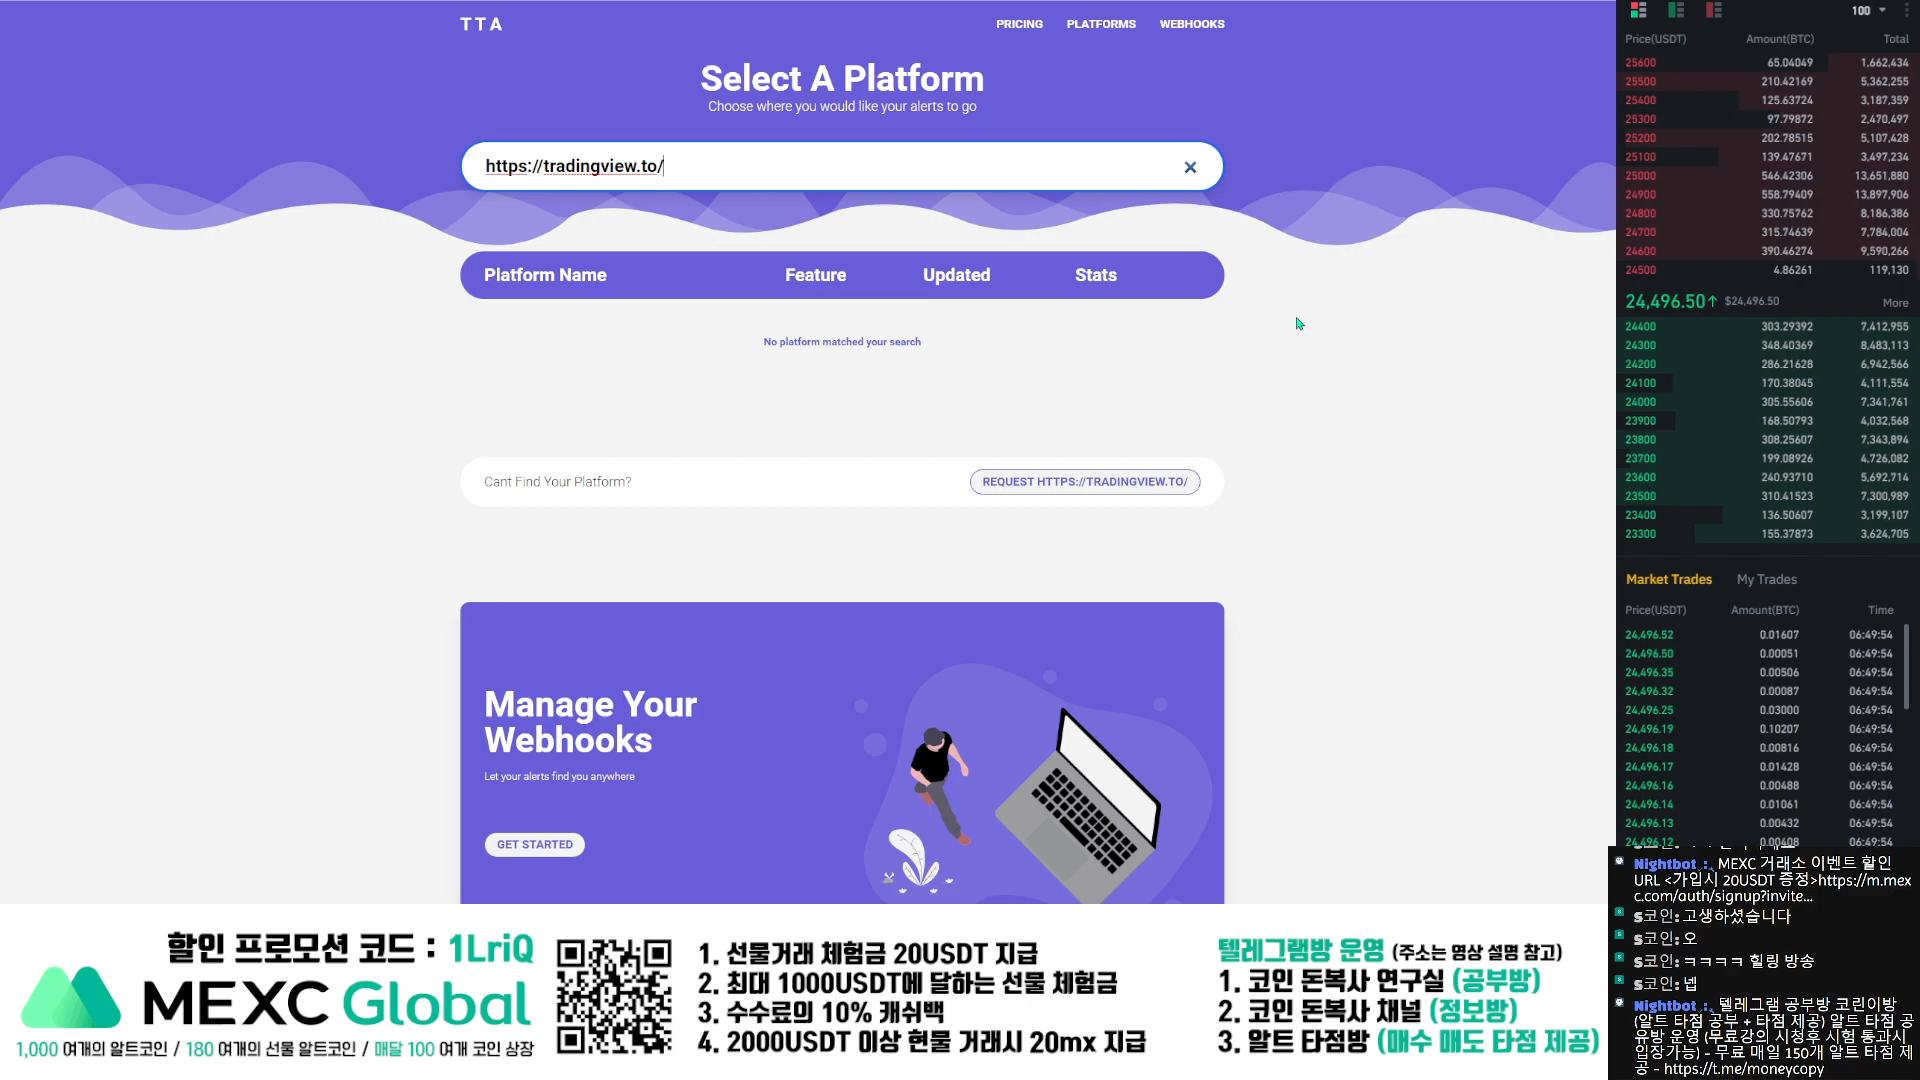 TTA
PRICING PLATFORMS WEBHOOKS
Select A Platform
Choose where you would like your alerts to go
https://tradingview.to/
Platform Name Feature Updated Stats
No platform matched your search
Cant Find Your Platform?
REQUEST HTTPS://TRADINGVIEW.TO/
Manage Your
Webhooks
Let your alerts find you anywhere
GET STARTED
100
Price(USDT) Amount(BTC) Total
25600 65.04049 1,662,434
25500 210.42169 5,362,255
25400 125.63724 3,187,359
25300 97.79872 2,470,497
25200 202.78515 5,107,428
25100 139.47671 3,497,234
25000 546.42306 13,651,880
24900 558.79409 13,897,906
24800 330.75762 8,186,386
24700 315.74639 7,784,004
24600 390.46274 9,590,266
24500 4.86261 119,130
24,496.50↑ $24,496.50 More
24400 303.29392 7,412,955
24300 348.40369 8,483,113
24200 286.21628 6,942,566
24100 170.38045 4,111,554
24000 305.55606 7,341,761
23900 168.50793 4,032,568
23800 308.25607 7,343,894
23700 199.08926 4,726,082
23600 240.93710 5,692,714
23500 310.41523 7,300,989
23400 136.50607 3,199,107
23300 155.37873 3,624,705
Market Trades My Trades
Price(USDT) Amount(BTC) Time
24,496.52 0.01607 06:49:54
24,496.50 0.00051 06:49:54
24,496.35 0.00506 06:49:54
24,496.32 0.00087 06:49:54
24,496.25 0.03000 06:49:54
24,496.19 0.10207 06:49:54
24,496.18 0.00816 06:49:54
24,496.17 0.01428 06:49:54
24,496.16 0.00488 06:49:54
24,496.14 0.01061 06:49:54
24,496.13 0.00432 06:49:54
24,496.12 0.00408 06:49:54
Nightbot : MEXC 거래소 이벤트 할인
URL <가입시 20USDT 증정>https://m.mex
c.com/auth/signup?invite...
S코인: 고생하셨습니다
S코인: 오
S코인: ㅋㅋㅋㅋ 힐링 방송
S코인: 넵
Nightbot : 텔레그램 공부방 코린이방
(알트 타점 공부 + 타점 제공) 알트 타점 공
유방 운영 (무료강의 시청후 시험 통과시
입장가능) - 무료 매일 150개 알트 타점 제
공 - https://t.me/moneycopy
할인 프로모션 코드 : 1LriQ
MEXC Global
1,000 여개의 알트코인 / 180 여개의 선물 알트코인 / 매달 100 여개 코인 상장
1. 선물거래 체험금 20USDT 지급
2. 최대 1000USDT에 달하는 선물 체험금
3. 수수료의 10% 캐쉬백
4. 2000USDT 이상 현물 거래시 20mx 지급
텔레그램방 운영 (주소는 영상 설명 참고)
1. 코인 돈복사 연구실 (공부방)
2. 코인 돈복사 채널 (정보방)
3. 알트 타점방 (매수 매도 타점 제공)